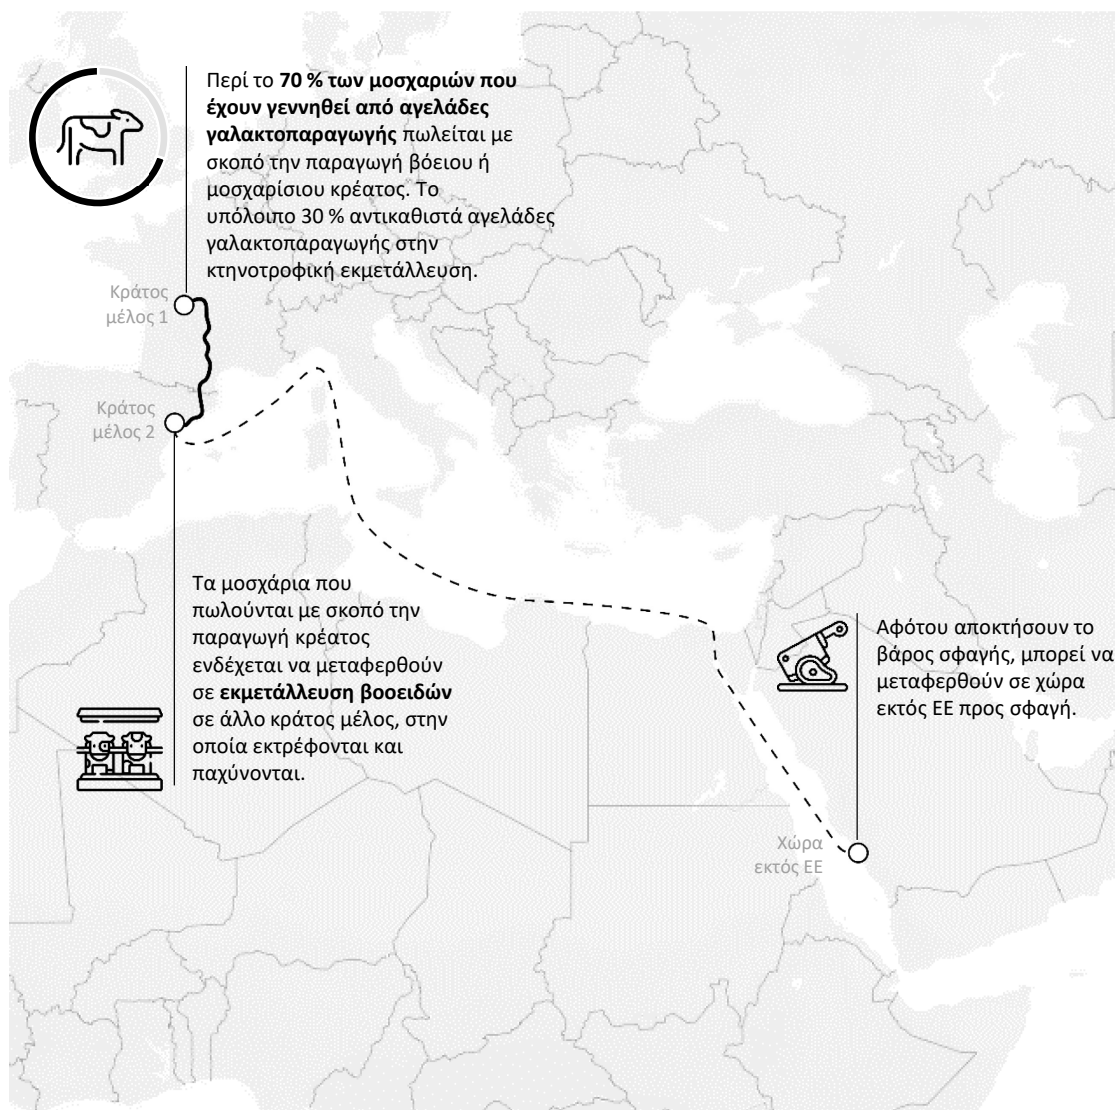 Περί το 70 % των μοσχαριών που
έχουν γεννηθεί από αγελάδες
γαλακτοπαραγωγής πωλείται με
σκοπό την παραγωγή βόειου ή
μοσχαρίσιου κρέατος. Το
υπόλοιπο 30 % αντικαθιστά αγελάδες
γαλακτοπαραγωγής στην
κτηνοτροφική εκμετάλλευση.
Κράτος
μέλος 1
Κράτος
μέλος 2
Τα μοσχάρια που
πωλούνται με σκοπό την
παραγωγή κρέατος
ενδέχεται να μεταφερθούν
σε εκμετάλλευση βοοειδών
σε άλλο κράτος μέλος, στην
οποία εκτρέφονται και
παχύνονται.
Αφότου αποκτήσουν το
βάρος σφαγής, μπορεί να
μεταφερθούν σε χώρα
εκτός ΕΕ προς σφαγή.
Χώρα
εκτός ΕΕ